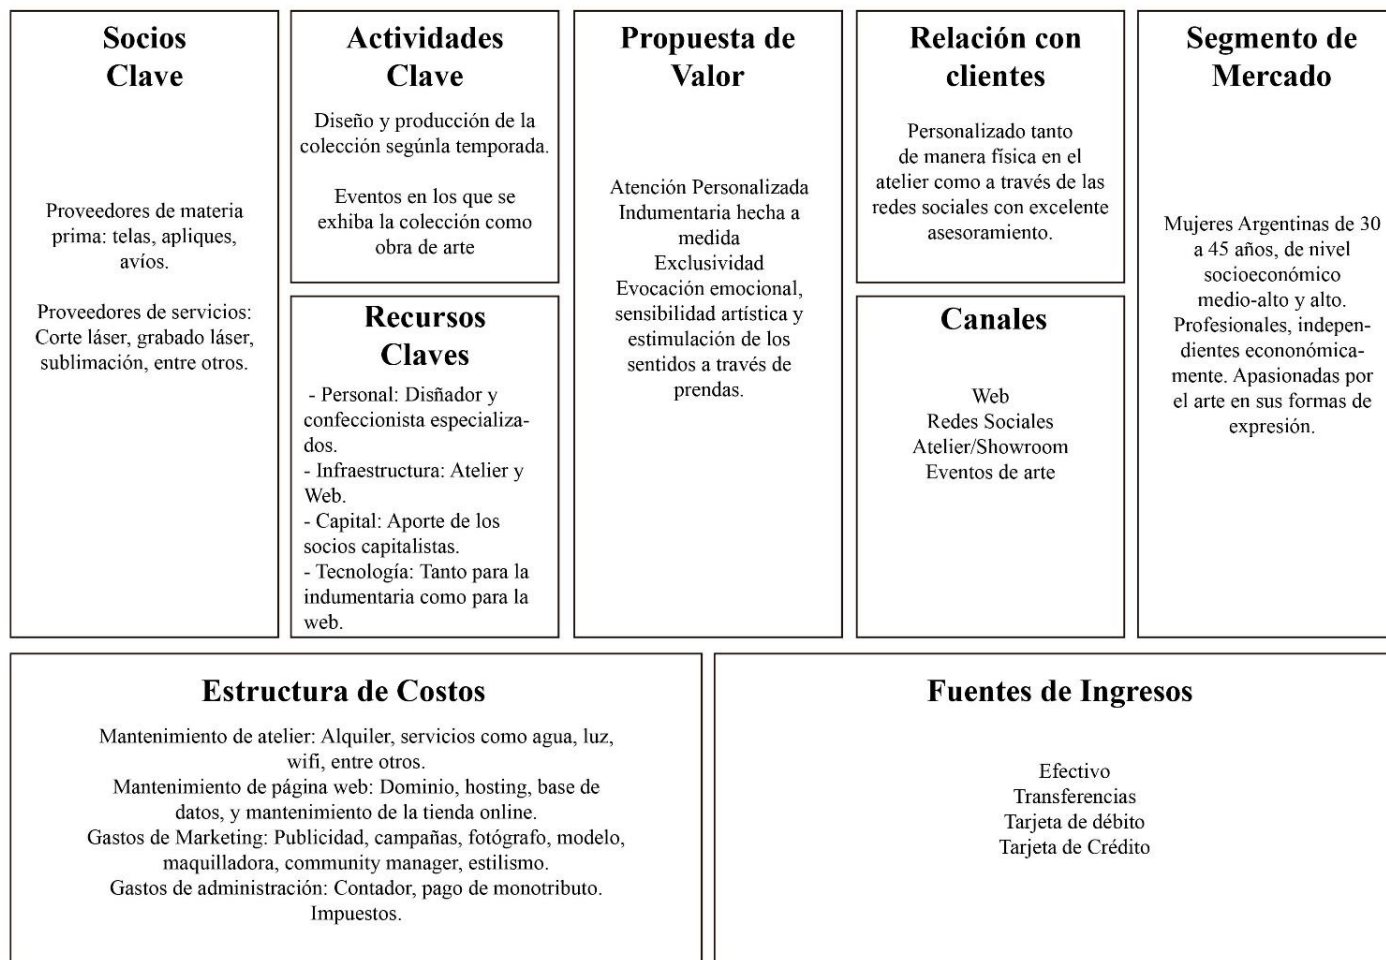 Socios
Clave
Proveedores de materia
prima: telas, apliques,
avíos.
Proveedores de servicios:
Corte láser, grabado láser,
sublimación, entre otros.
Actividades
Clave
Diseño y producción de la
colección segúnla temporada.
Eventos en los que se
exhiba la colección como
obra de arte
Recursos
Claves
- Personal: Disñador y
confeccionista especializa-
dos.
- Infraestructura: Atelier y
Web.
- Capital: Aporte de los
socios capitalistas.
- Tecnología: Tanto para la
indumentaria como para la
web.
Propuesta de
Valor
Atención Personalizada
Indumentaria hecha a
medida
Exclusividad
Evocación emocional,
sensibilidad artística y
estimulación de los
sentidos a través de
prendas.
Relación con
clientes
Personalizado tanto
de manera física en el
atelier como a través de las
redes sociales con excelente
asesoramiento.
Canales
Web
Redes Sociales
Atelier/Showroom
Eventos de arte
Segmento de
Mercado
Mujeres Argentinas de 30
a 45 años, de nivel
socioeconómico
medio-alto y alto.
Profesionales, indepen-
dientes econonómica-
mente. Apasionadas por
el arte en sus formas de
expresión.
Estructura de Costos
Mantenimiento de atelier: Alquiler, servicios como agua, luz,
wifi, entre otros.
Mantenimiento de página web: Dominio, hosting, base de
datos, y mantenimiento de la tienda online.
Gastos de Marketing: Publicidad, campañas, fotógrafo, modelo,
maquilladora, community manager, estilismo.
Gastos de administración: Contador, pago de monotributo.
Impuestos.
Fuentes de Ingresos
Efectivo
Transferencias
Tarjeta de débito
Tarjeta de Crédito